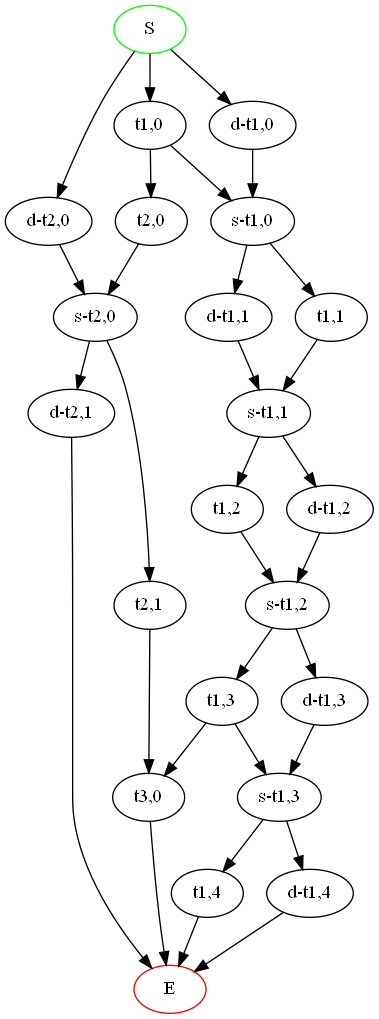 S
t1,0
d-t1,0
d-t2,0
t2,0
s-t1,0
s-t2,0
d-t1,1
t1,1
d-t2,1
s-t1,1
t1,2
d-t1,2
t2,1
s-t1,2
t1,3
d-t1,3
t3,0
s-t1,3
t1,4
d-t1,4
E